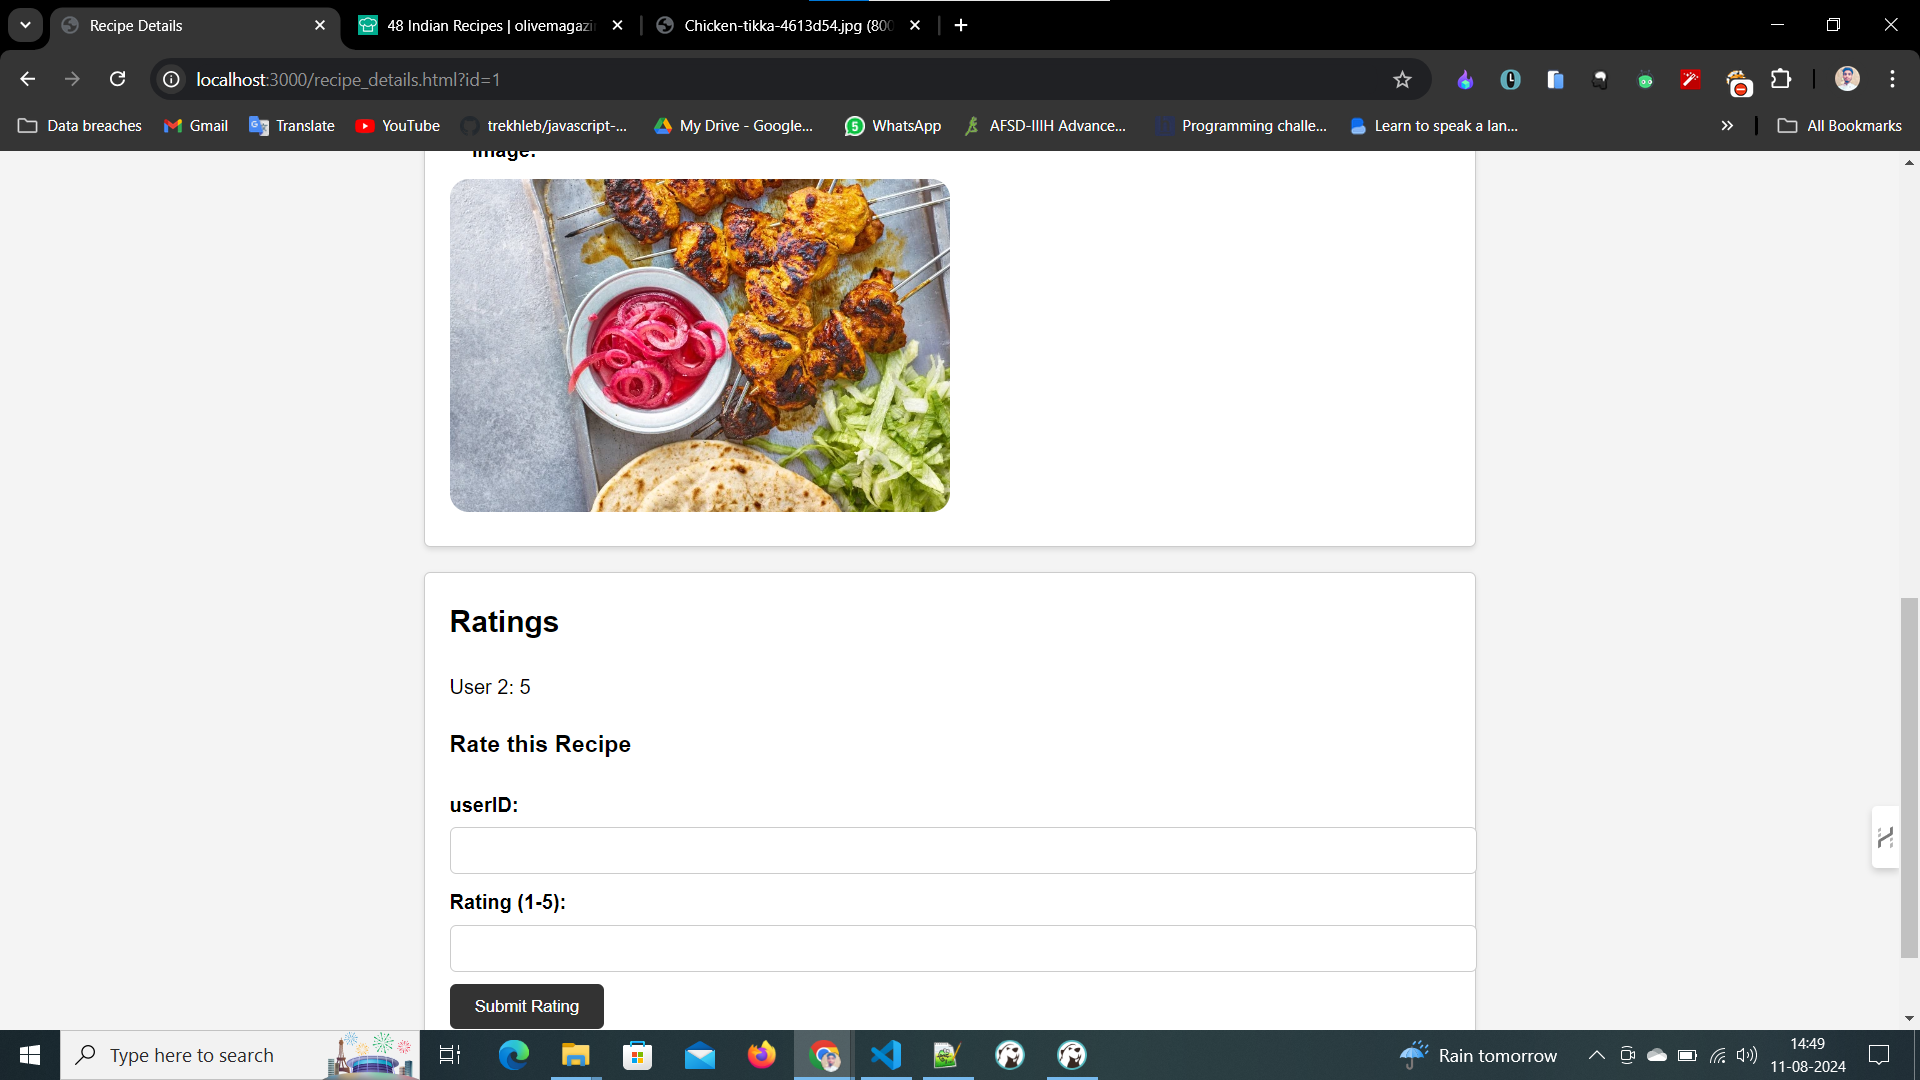 Recipe Details
48 Indian Recipes | olivemagazi
Chicken-tikka-4613d54.jpg (800
localhost:3000/recipe_details.html?id=1
Data breaches
Gmail
Translate
YouTube
trekhleb/javascript-...
My Drive - Google...
WhatsApp
AFSD-IIIH Advance...
Programming challe...
Learn to speak a lan...
All Bookmarks
Image:
Ratings
User 2: 5
Rate this Recipe
userID:
Rating (1-5):
Submit Rating
Type here to search
Rain tomorrow
14:49
11-08-2024